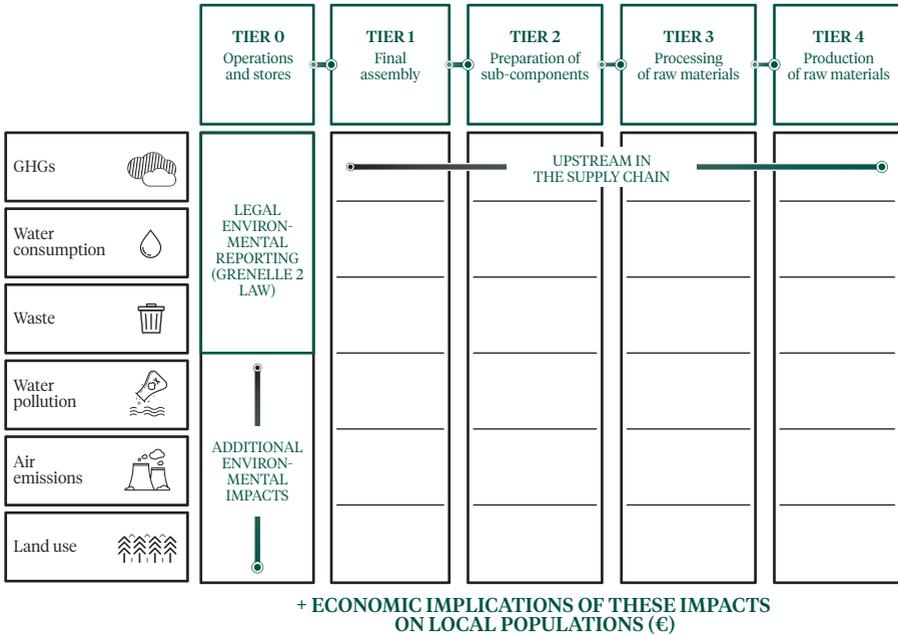 TIER 0
Operations
and stores
TIER 1
Final
assembly
TIER 2
Preparation of
sub-components
TIER 3
Processing
of raw materials
TIER 4
Production
of raw materials
GHGs
UPSTREAM IN
THE SUPPLY CHAIN
LEGAL
ENVIRON-
MENTAL
REPORTING
(GRENELLE 2
LAW)
Water
consumption
Waste
Water
pollution
ADDITIONAL
ENVIRON-
MENTAL
IMPACTS
Air
emissions
Land use
+ ECONOMIC IMPLICATIONS OF THESE IMPACTS
ON LOCAL POPULATIONS (€)